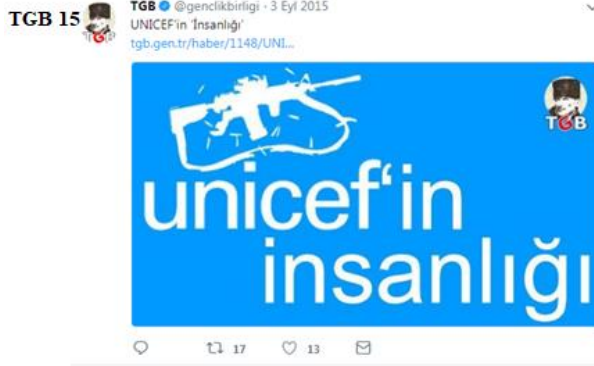 TGB 15
TGB @genclikbirligi · 3 Eyl 2015
UNICEF'in 'İnsanlığı'
tgb.gen.tr/haber/1148/UNI...
TGB
unicef'in
insanlığı
17 13